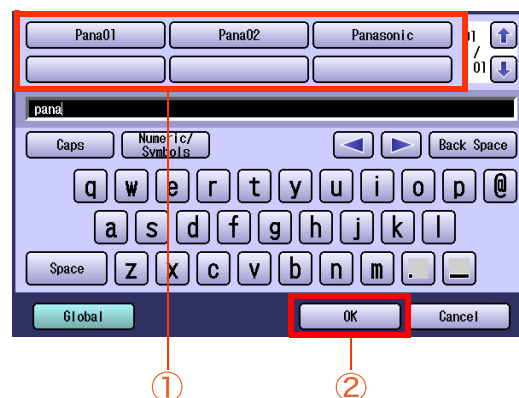 Pana01 Pana02 Panasonic 01
/
01
pana
Caps Numeric/ Back Space
Symbols
q w e r t y u i o p @
a s d f g h j k l
Space z x c v b n m . _
Global OK Cancel
① ②